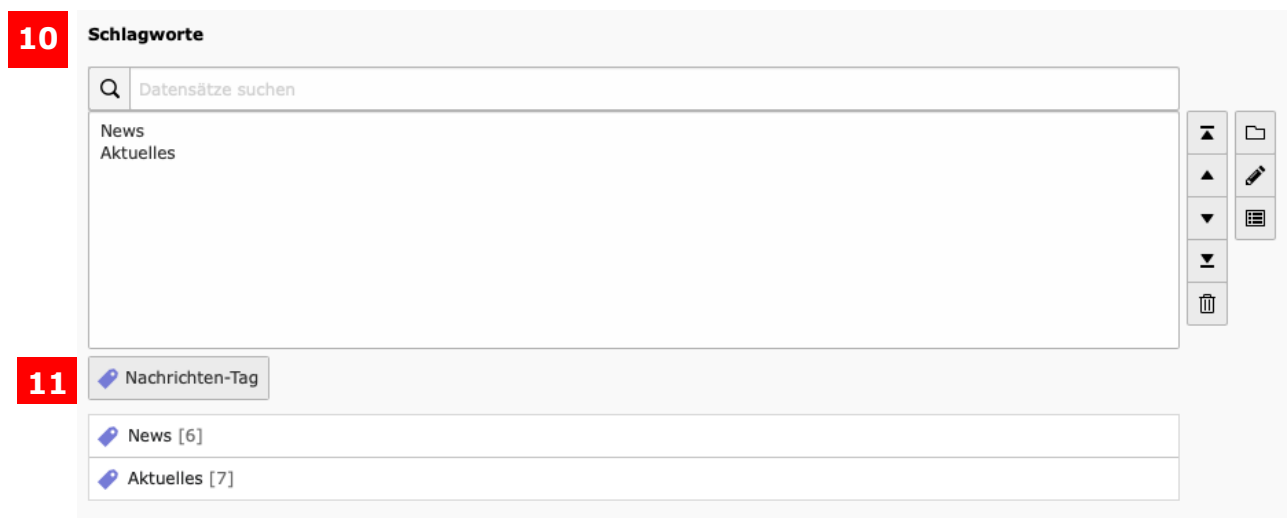 10
Schlagworte
Datensätze suchen
News
Aktuelles
11
Nachrichten-Tag
News [6]
Aktuelles [7]